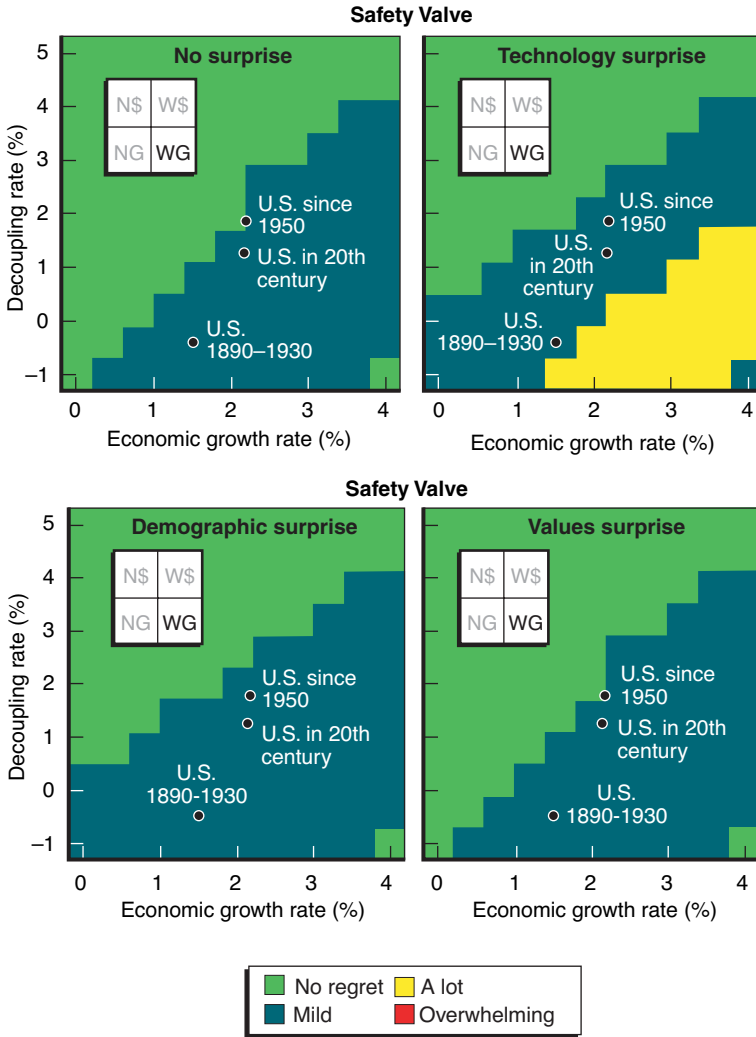 Safety Valve
No surprise
Technology surprise
N$ W$
NG WG
N$ W$
NG WG
Decoupling rate (%)
5
4
3
2
1
0
–1
U.S. since
1950
U.S. in 20th
century
U.S.
1890–1930
U.S. since
1950
U.S.
in 20th
century
U.S.
1890–1930
0 1 2 3 4
0 1 2 3 4
Economic growth rate (%)
Economic growth rate (%)
Safety Valve
Demographic surprise
Values surprise
N$ W$
NG WG
N$ W$
NG WG
Decoupling rate (%)
5
4
3
2
1
0
–1
U.S. since
1950
U.S. in 20th
century
U.S.
1890-1930
U.S. since
1950
U.S. in 20th
century
U.S.
1890-1930
0 1 2 3 4
0 1 2 3 4
Economic growth rate (%)
Economic growth rate (%)
No regret
A lot
Mild
Overwhelming